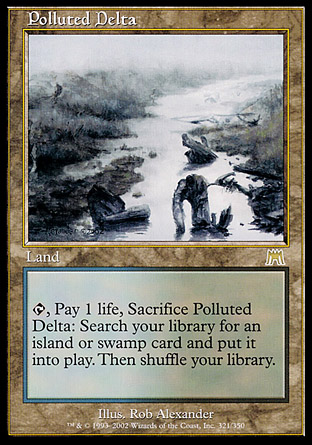 Polluted Delta
Land
, Pay 1 life, Sacrifice Polluted
Delta: Search your library for an
island or swamp card and put it
into play. Then shuffle your library.
Illus. Rob Alexander
™ & © 1993-2002 Wizards of the Coast, Inc. 321/350